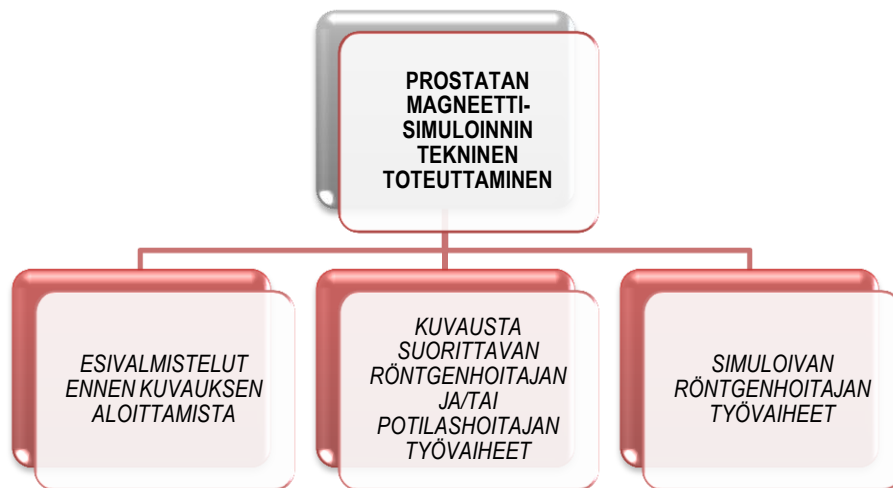 PROSTATAN
MAGNEETTI-
SIMULOINNIN
TEKNINEN
TOTEUTTAMINEN
ESIVALMISTELUT
ENNEN KUVAUKSEN
ALOITTAMISTA
KUVAUSTA
SUORITTAVAN
RÖNTGENHOITAJAN
JA/TAI
POTILASHOITAJAN
TYÖVAIHEET
SIMULOIVAN
RÖNTGENHOITAJAN
TYÖVAIHEET